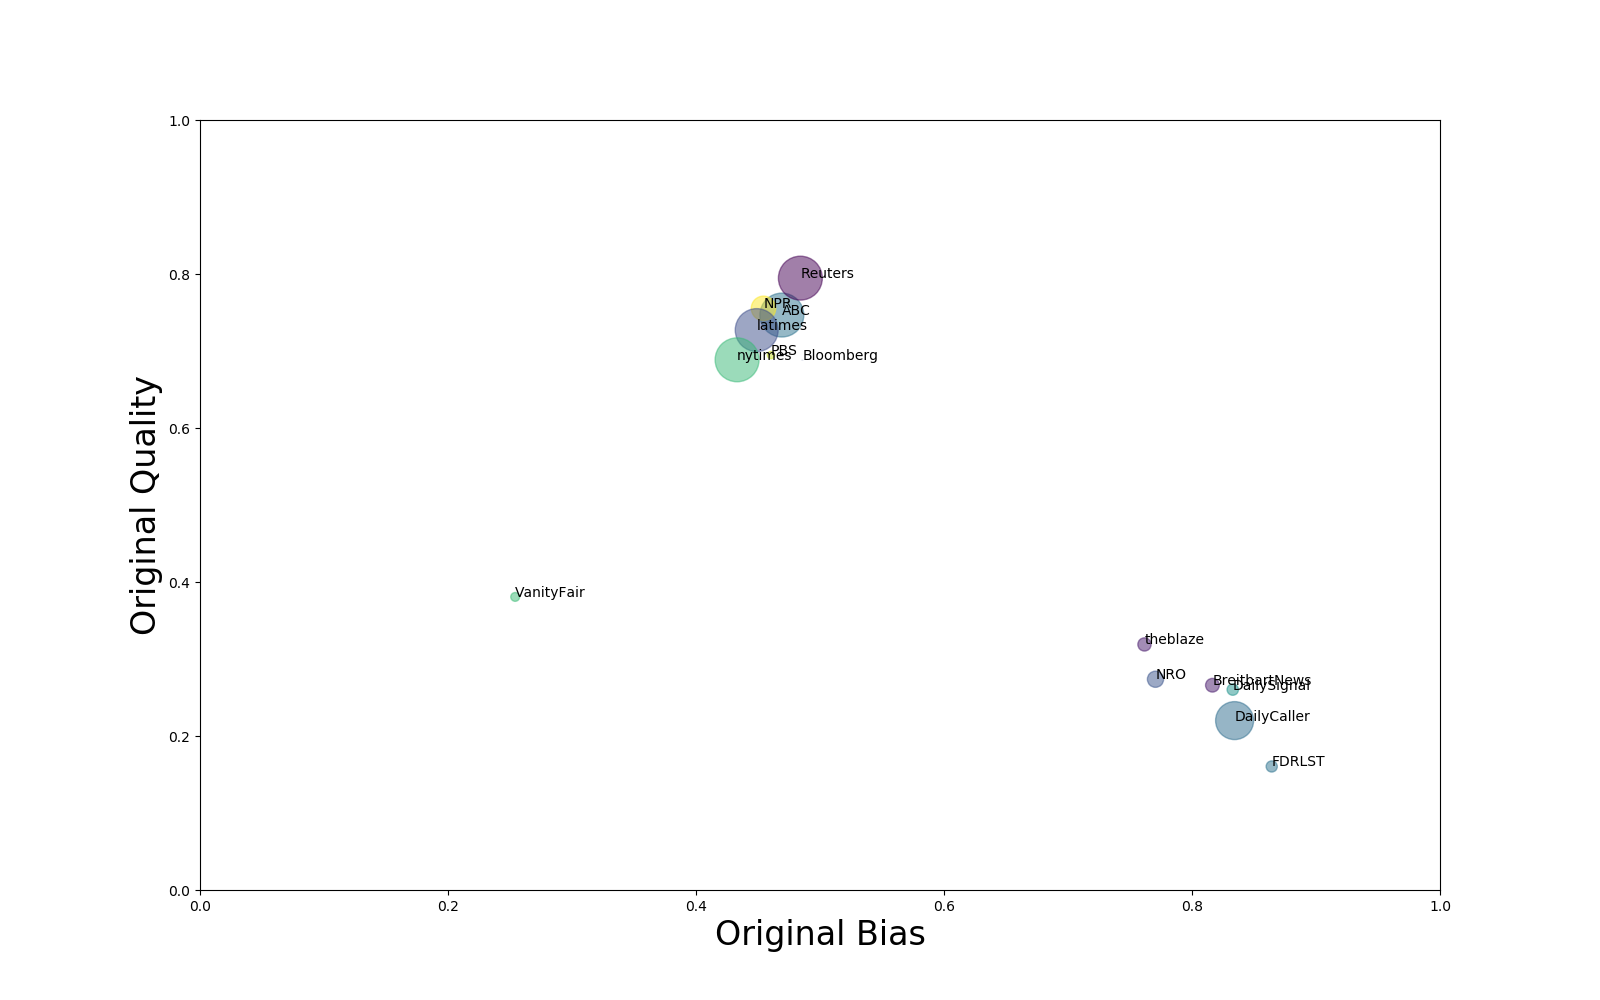 1.0
0.8
0.6
0.4
0.2
0.0
Original Quality
Reuters
NPR
ABC
latimes
PBS
nytimes
Bloomberg
VanityFair
theblaze
NRO
BreitbartNews
DailySignal
DailyCaller
FDRLST
0.0
0.2
0.4
0.6
0.8
1.0
Original Bias